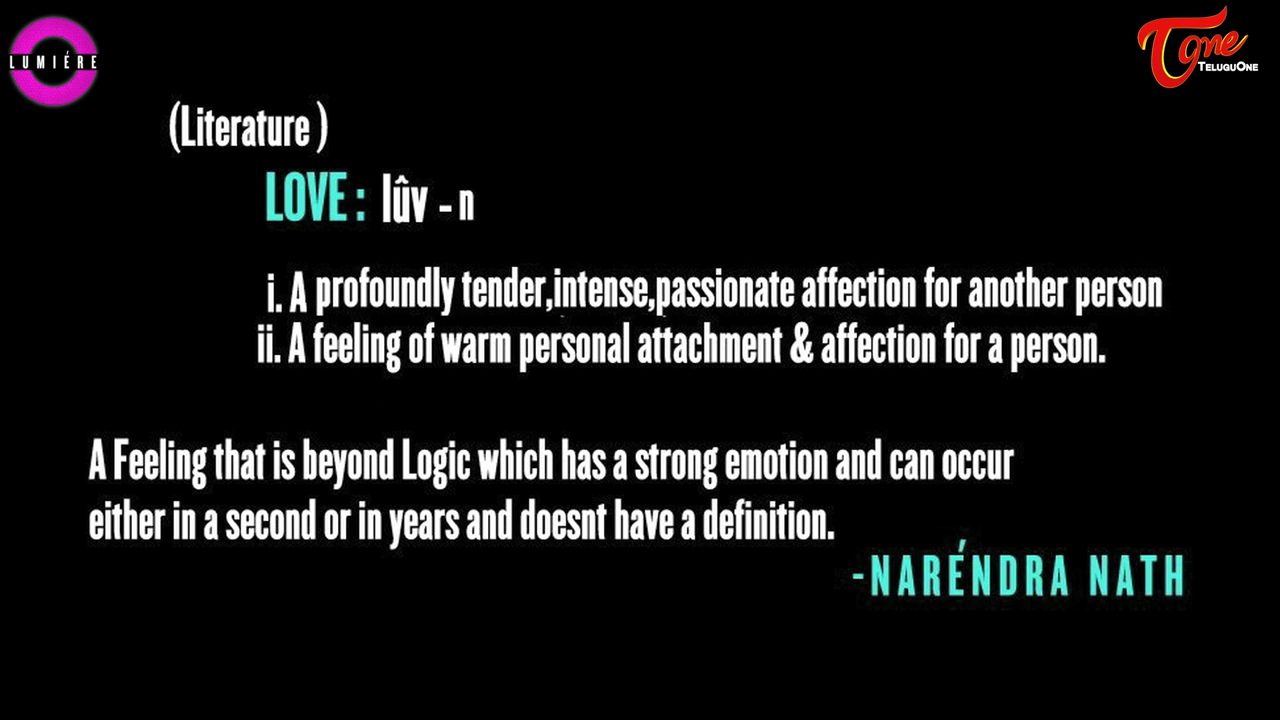 LUMIÉRE
Tone
TELUGUONE
(Literature )
LOVE : lûv - n
i. A profoundly tender,intense,passionate affection for another person
ii. A feeling of warm personal attachment & affection for a person.
A Feeling that is beyond Logic which has a strong emotion and can occur
either in a second or in years and doesnt have a definition.
-NARÉNDRA NATH